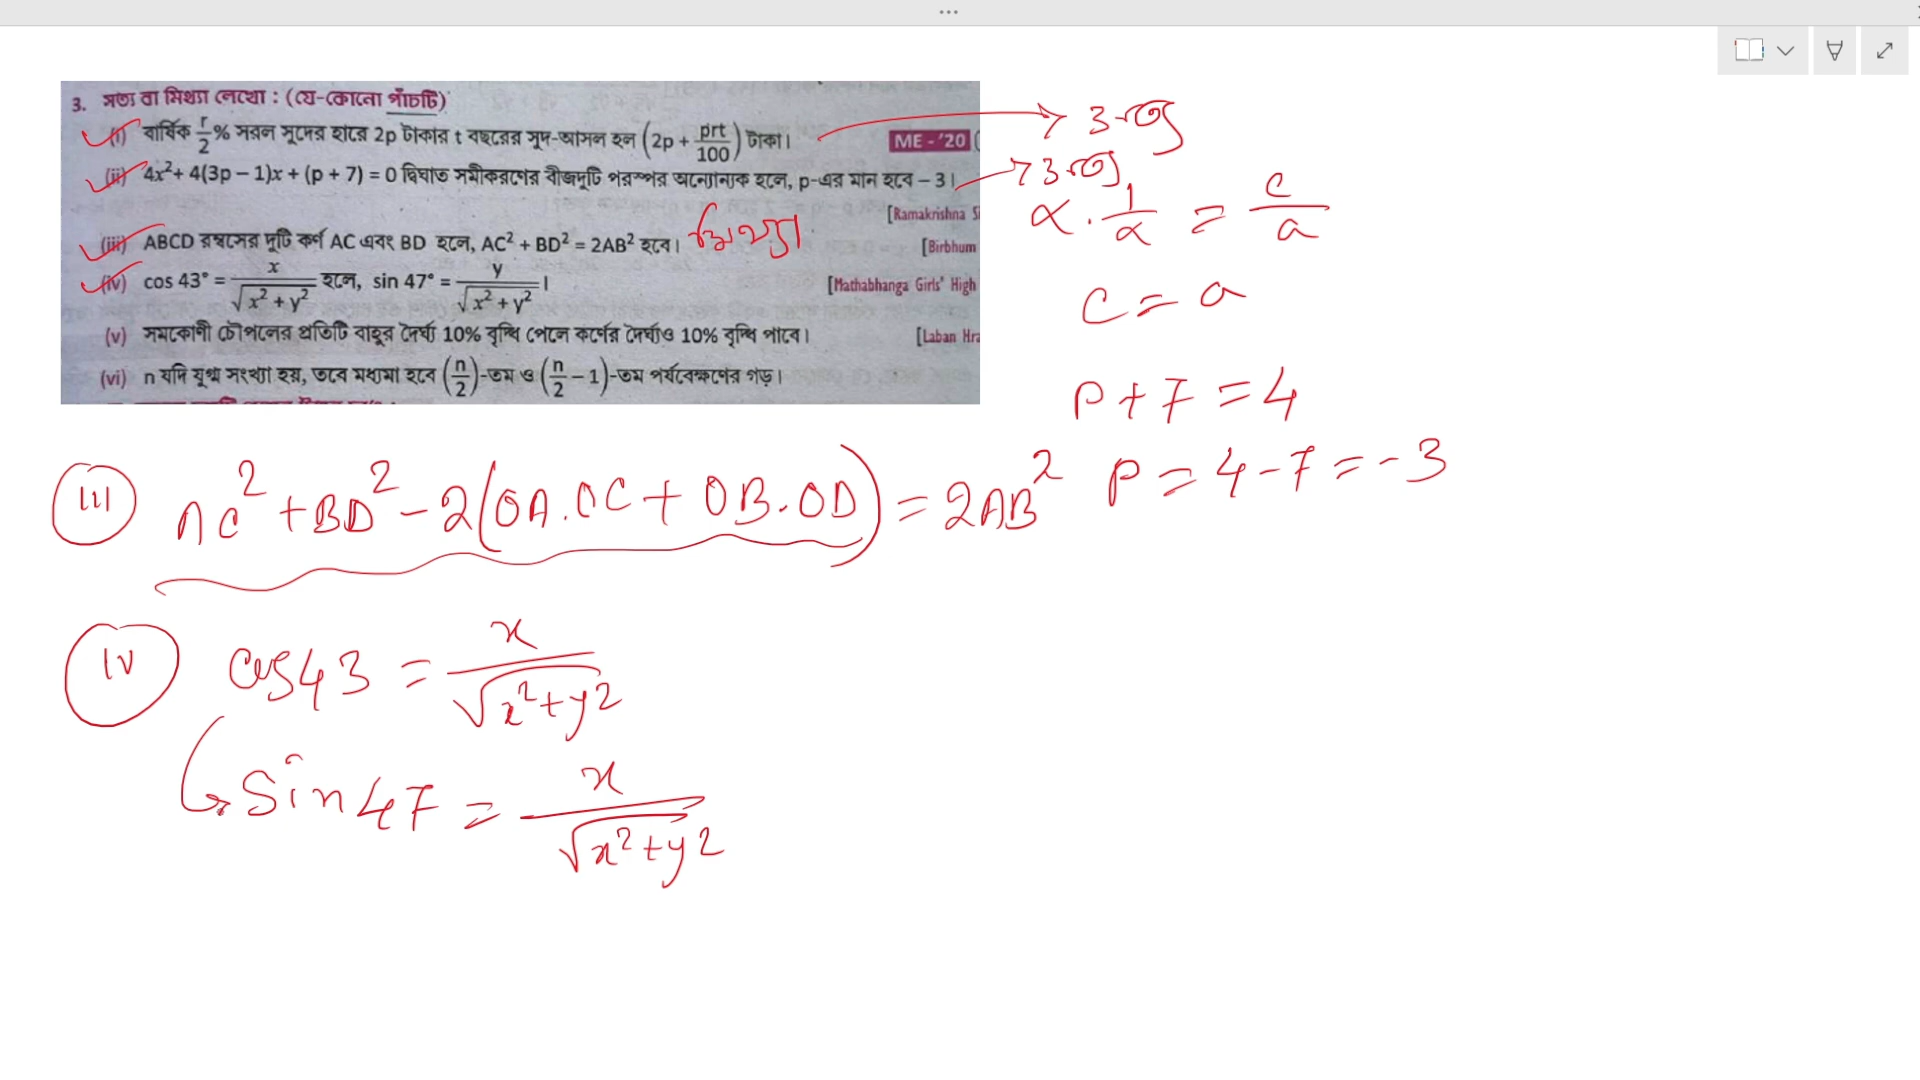 3. সত্য বা মিথ্যা লেখো : (যে-কোনো পাঁচটি)
(i) বার্ষিক r/2 % সরল সুদের হারে 2p টাকার t বছরের সুদ-আসল হল (2p + prt/100) টাকা। ME - '20
(ii) 4x² + 4(3p – 1)x + (p + 7) = 0 দ্বিঘাত সমীকরণের বীজদুটি পরস্পর অন্যোন্যক হলে, p-এর মান হবে – 3।
[Ramakrishna Si
(iii) ABCD রম্বসের দুটি কর্ণ AC এবং BD হলে, AC² + BD² = 2AB² হবে। মিথ্যা [Birbhum
(iv) cos 43° = x/√x² + y² হলে, sin 47° = y/√x² + y² । [Mathabhanga Girls' High
(v) সমকোণী চৌপলের প্রতিটি বাহুর দৈর্ঘ্য 10% বৃদ্ধি পেলে কর্ণের দৈর্ঘ্যও 10% বৃদ্ধি পাবে। [Laban Hra
(vi) n যদি যুগ্ম সংখ্যা হয়, তবে মধ্যমা হবে (n/2)-তম ও (n/2 – 1)-তম পর্যবেক্ষণের গড়।
α . 1/α = c/a
c = a
p + 7 = 4
p = 4 - 7 = -3
iii AC² + BD² - 2(OA.OC + OB.OD) = 2AB²
iv cos43 = x/√x²+y²
Sin47 = x/√x²+y²